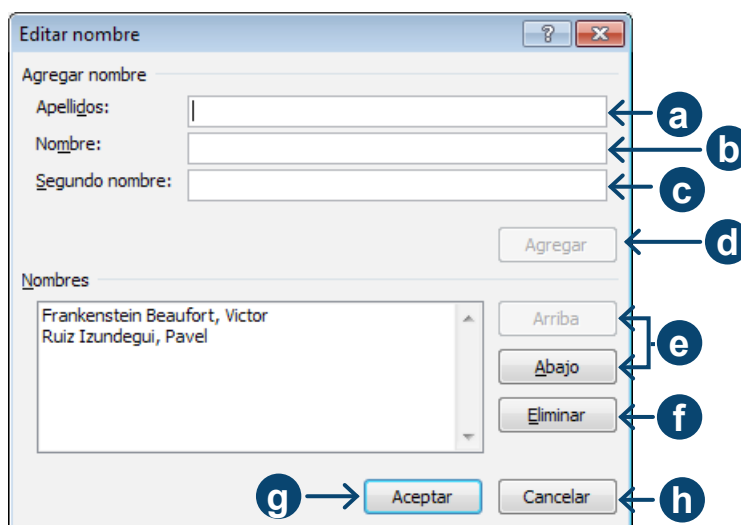 Editar nombre
Agregar nombre
Apellidos: a
Nombre: b
Segundo nombre: c
Agregar d
Nombres
Frankenstein Beaufort, Victor
Ruiz Izundegui, Pavel
Arriba
e
Abajo
Eliminar f
g Aceptar Cancelar h